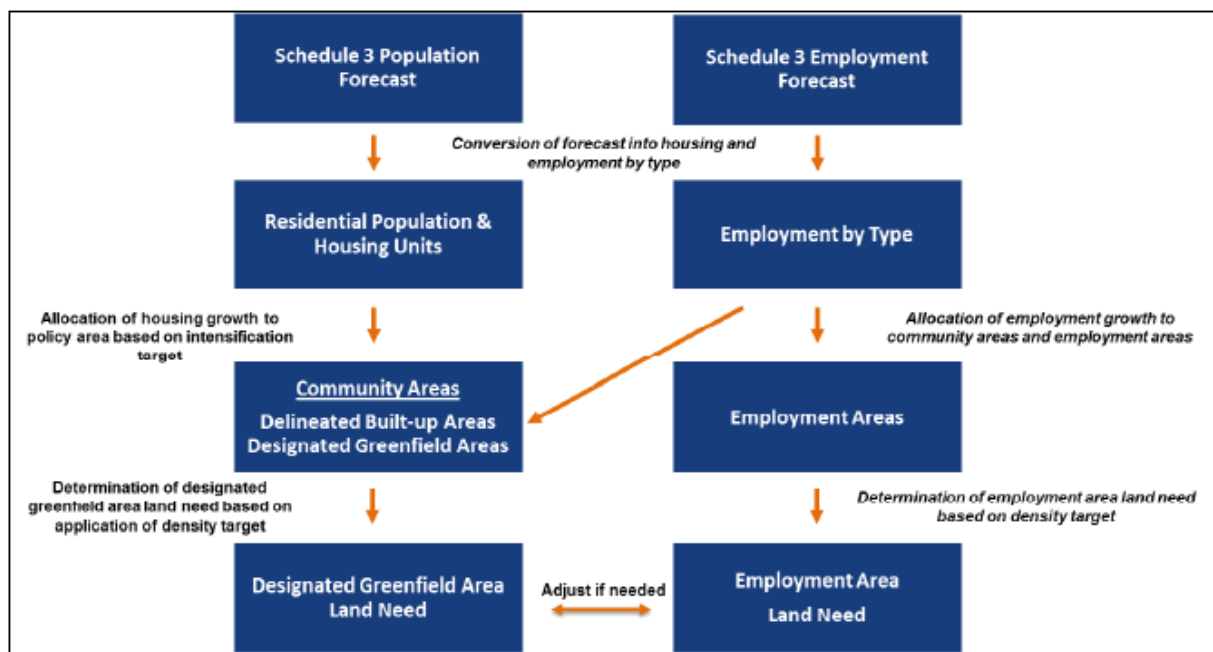 Schedule 3 Population
Forecast
Schedule 3 Employment
Forecast
Conversion of forecast into housing and
employment by type
Residential Population &
Housing Units
Employment by Type
Allocation of housing growth to
policy area based on intensification
target
Allocation of employment growth to
community areas and employment areas
Community Areas
Delineated Built-up Areas
Designated Greenfield Areas
Employment Areas
Determination of designated
greenfield area land need based on
application of density target
Determination of employment area land need
based on density target
Designated Greenfield Area
Land Need
Adjust if needed
Employment Area
Land Need